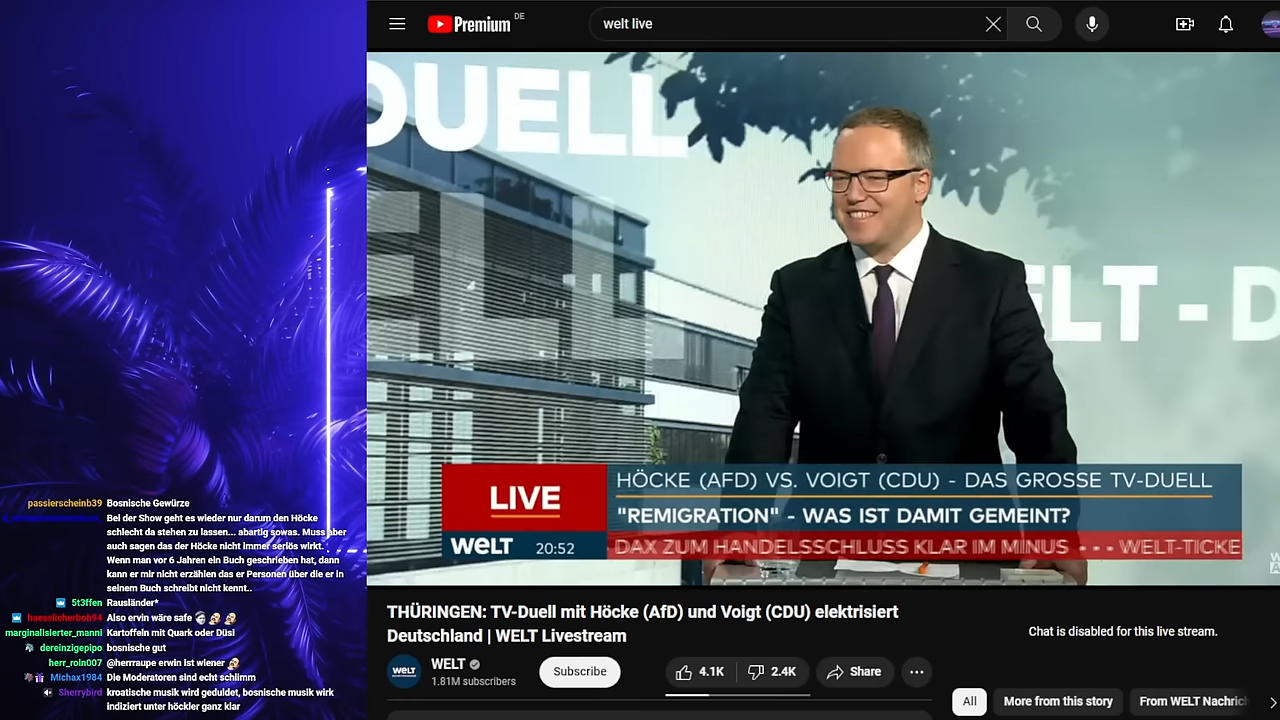 Premium DE
welt live
DUELL
ELL
ELT - D
LIVE
HÖCKE (AFD) VS. VOIGT (CDU) - DAS GROSSE TV-DUELL
"REMIGRATION" - WAS IST DAMIT GEMEINT?
welt 20:52
DAX ZUM HANDELSSCHLUSS KLAR IM MINUS • • • WELT-TICKE
THÜRINGEN: TV-Duell mit Höcke (AfD) und Voigt (CDU) elektrisiert
Deutschland | WELT Livestream
Chat is disabled for this live stream.
welt
WELT
1.81M subscribers
Subscribe
4.1K
2.4K
Share
All
More from this story
From WELT Nachric
passierscheinb39 Bosnische Gewürze
Bei der Show geht es wieder nur darum den Höcke
schlecht da stehen zu lassen... abartig sowas. Muss aber
auch sagen das der Höcke nicht immer seriös wirkt.
Wenn man vor 6 Jahren ein Buch geschrieben hat, dann
kann er mir nicht erzählen das er Personen über die er in
seinem Buch schreibt nicht kennt..
5t3ffen Rausländer*
haesslicherbob94 Also ervin wäre safe
marginalisierter_manni Kartoffeln mit Quark oder Düsi
dereinzigepipo bosnische gut
herr_roin007 @herrraupe erwin ist wiener
Michax1984 Die Moderatoren sind echt schlimm
Sherrybird kroatische musik wird geduldet, bosnische musik wirk
indiziert unter höckler ganz klar